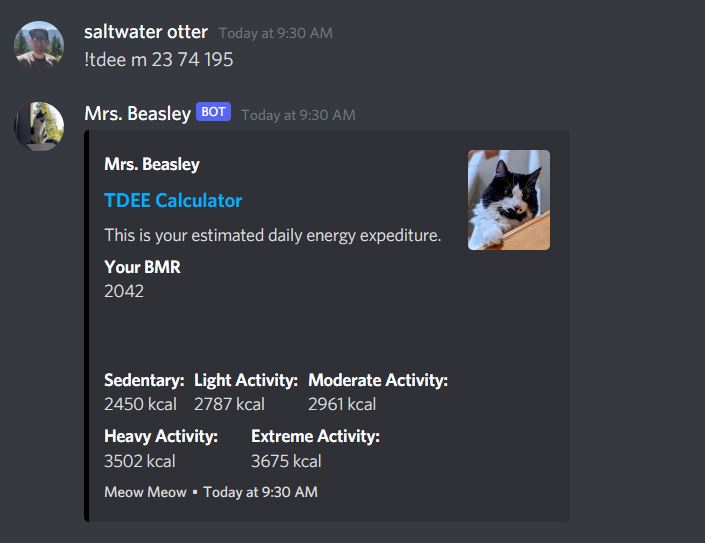 saltwater otter Today at 9:30 AM
!tdee m 23 74 195
Mrs. Beasley BOT Today at 9:30 AM
Mrs. Beasley
TDEE Calculator
This is your estimated daily energy expediture.
Your BMR
2042
Sedentary: Light Activity: Moderate Activity:
2450 kcal 2787 kcal 2961 kcal
Heavy Activity: Extreme Activity:
3502 kcal 3675 kcal
Meow Meow • Today at 9:30 AM